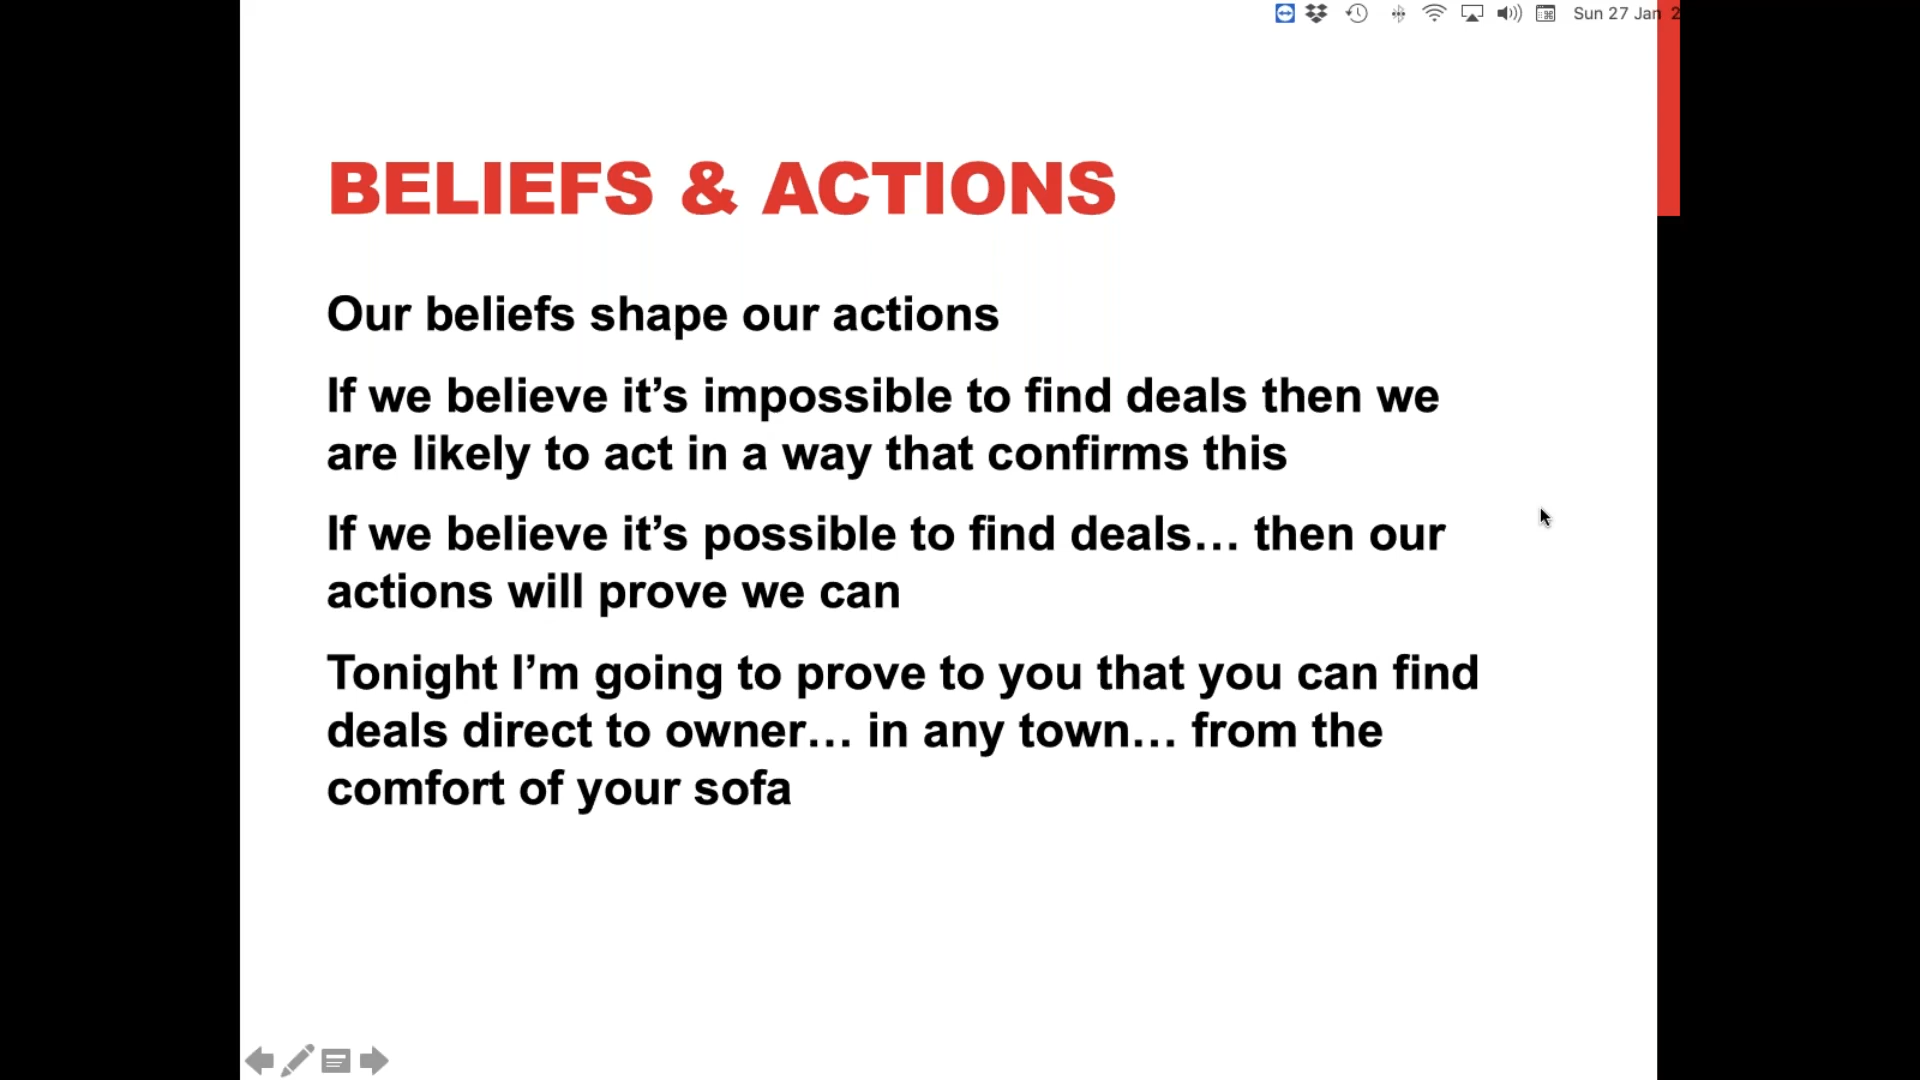 Sun 27 Jan 2
BELIEFS & ACTIONS
Our beliefs shape our actions
If we believe it’s impossible to find deals then we
are likely to act in a way that confirms this
If we believe it’s possible to find deals… then our
actions will prove we can
Tonight I’m going to prove to you that you can find
deals direct to owner… in any town… from the
comfort of your sofa